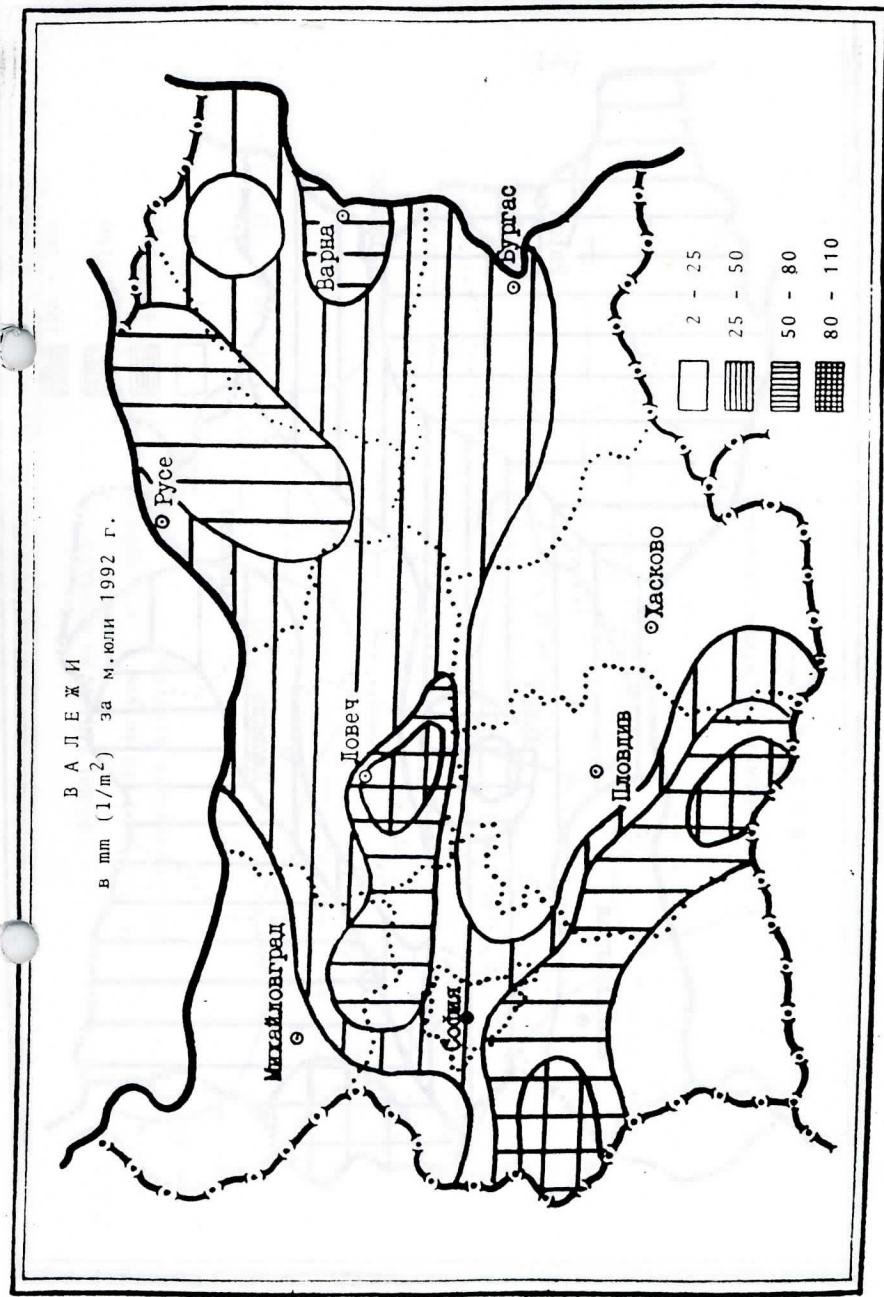 ВАЛЕЖИ
в mm (l/m²) за м.юли 1992 г.
Русе
Михайловград
Варна
Ловеч
София
Бургас
Пловдив
Хасково
2 - 25
25 - 50
50 - 80
80 - 110